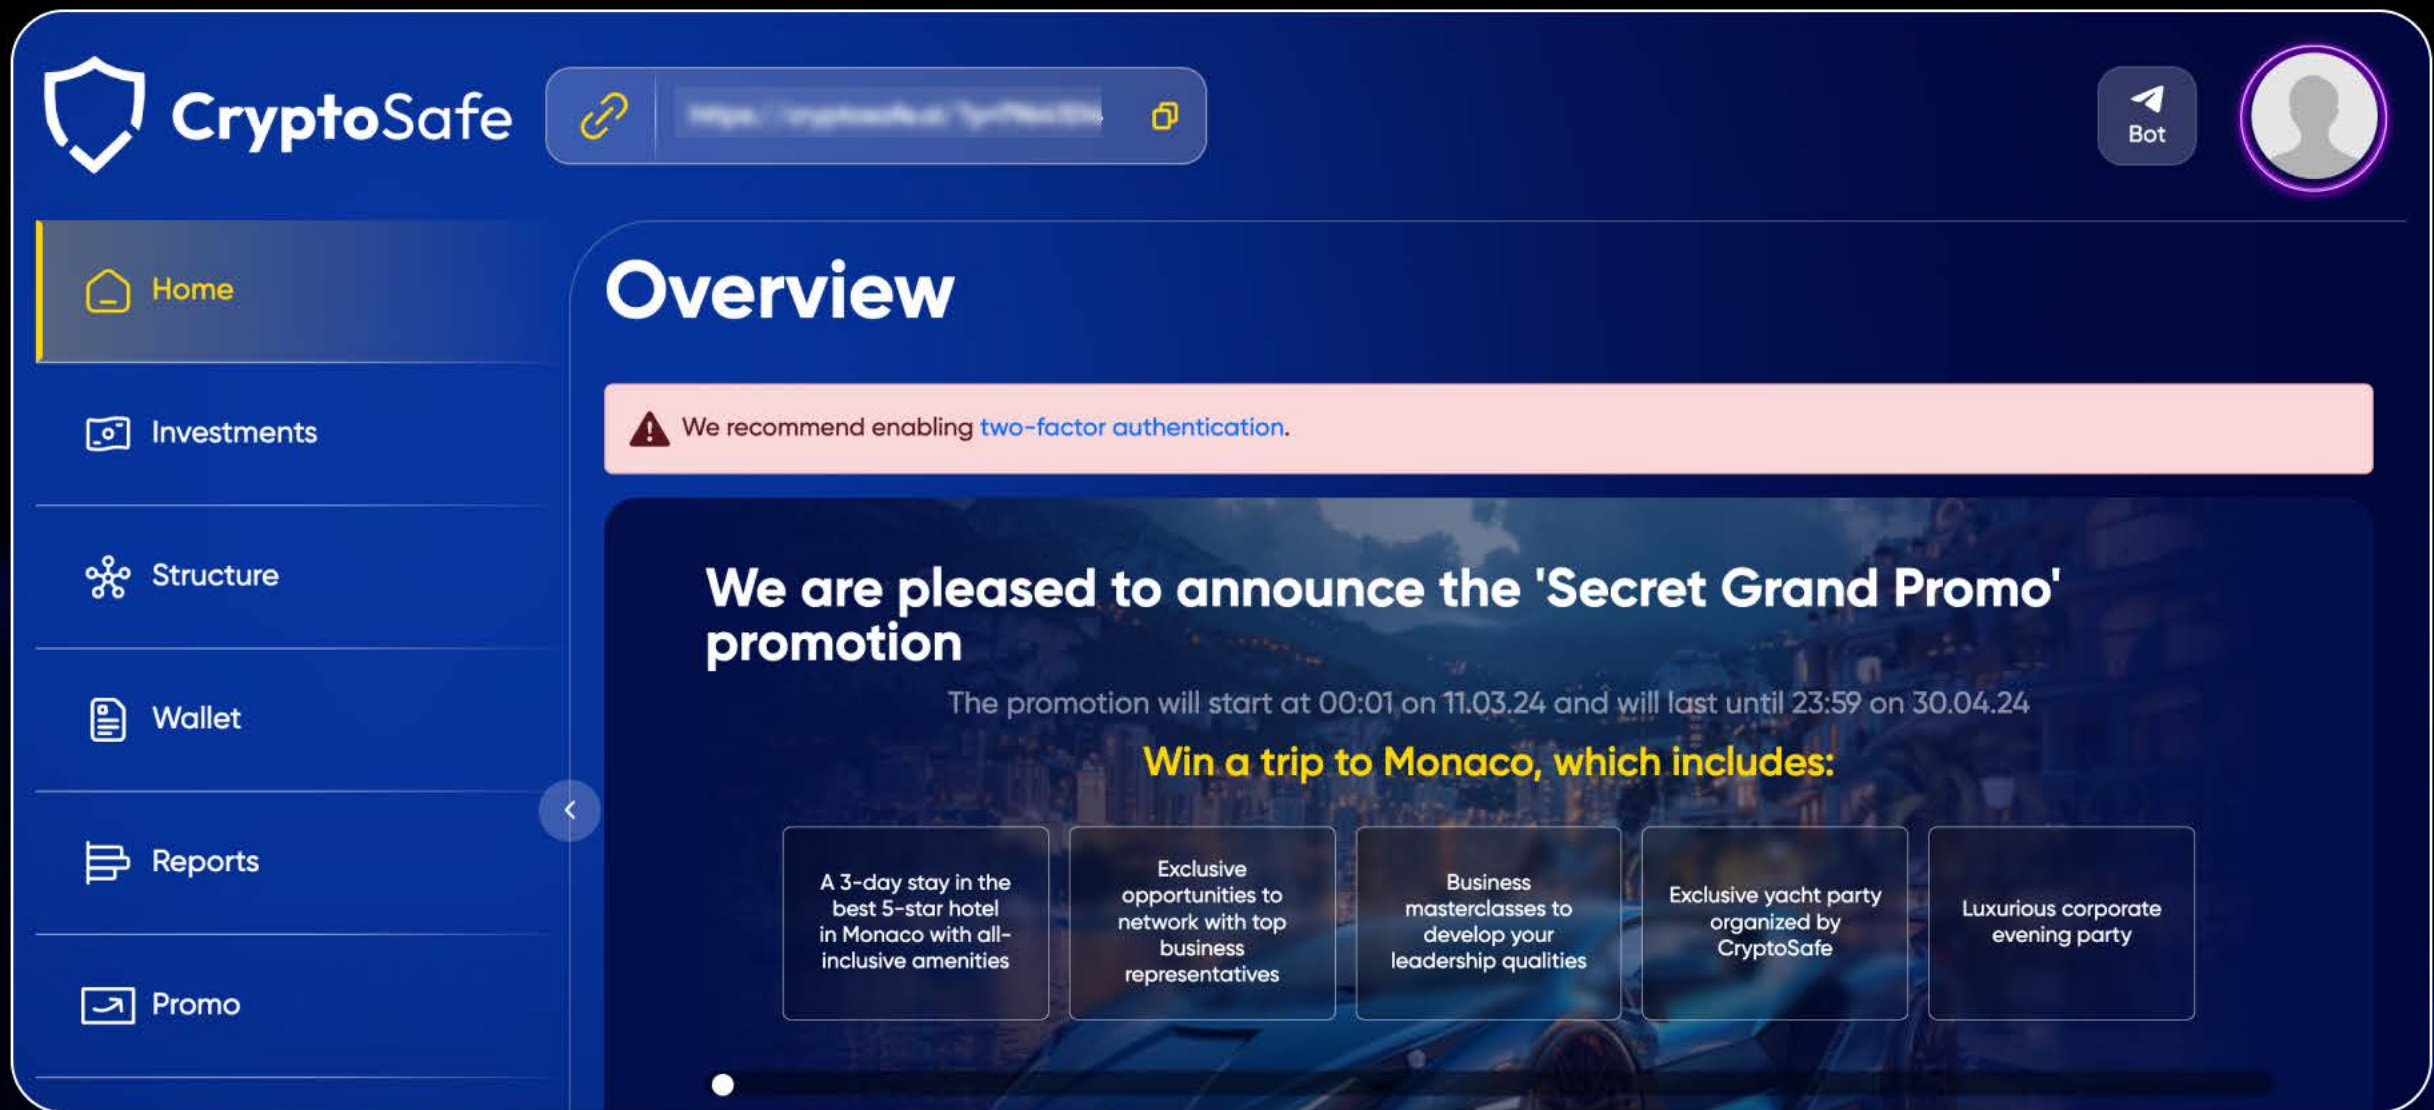 CryptoSafe
Bot
Home
Investments
Structure
Wallet
Reports
Promo
Overview
We recommend enabling two-factor authentication.
We are pleased to announce the 'Secret Grand Promo'
promotion
The promotion will start at 00:01 on 11.03.24 and will last until 23:59 on 30.04.24
Win a trip to Monaco, which includes:
A 3-day stay in the
best 5-star hotel
in Monaco with all-
inclusive amenities
Exclusive
opportunities to
network with top
business
representatives
Business
masterclasses to
develop your
leadership qualities
Exclusive yacht party
organized by
CryptoSafe
Luxurious corporate
evening party